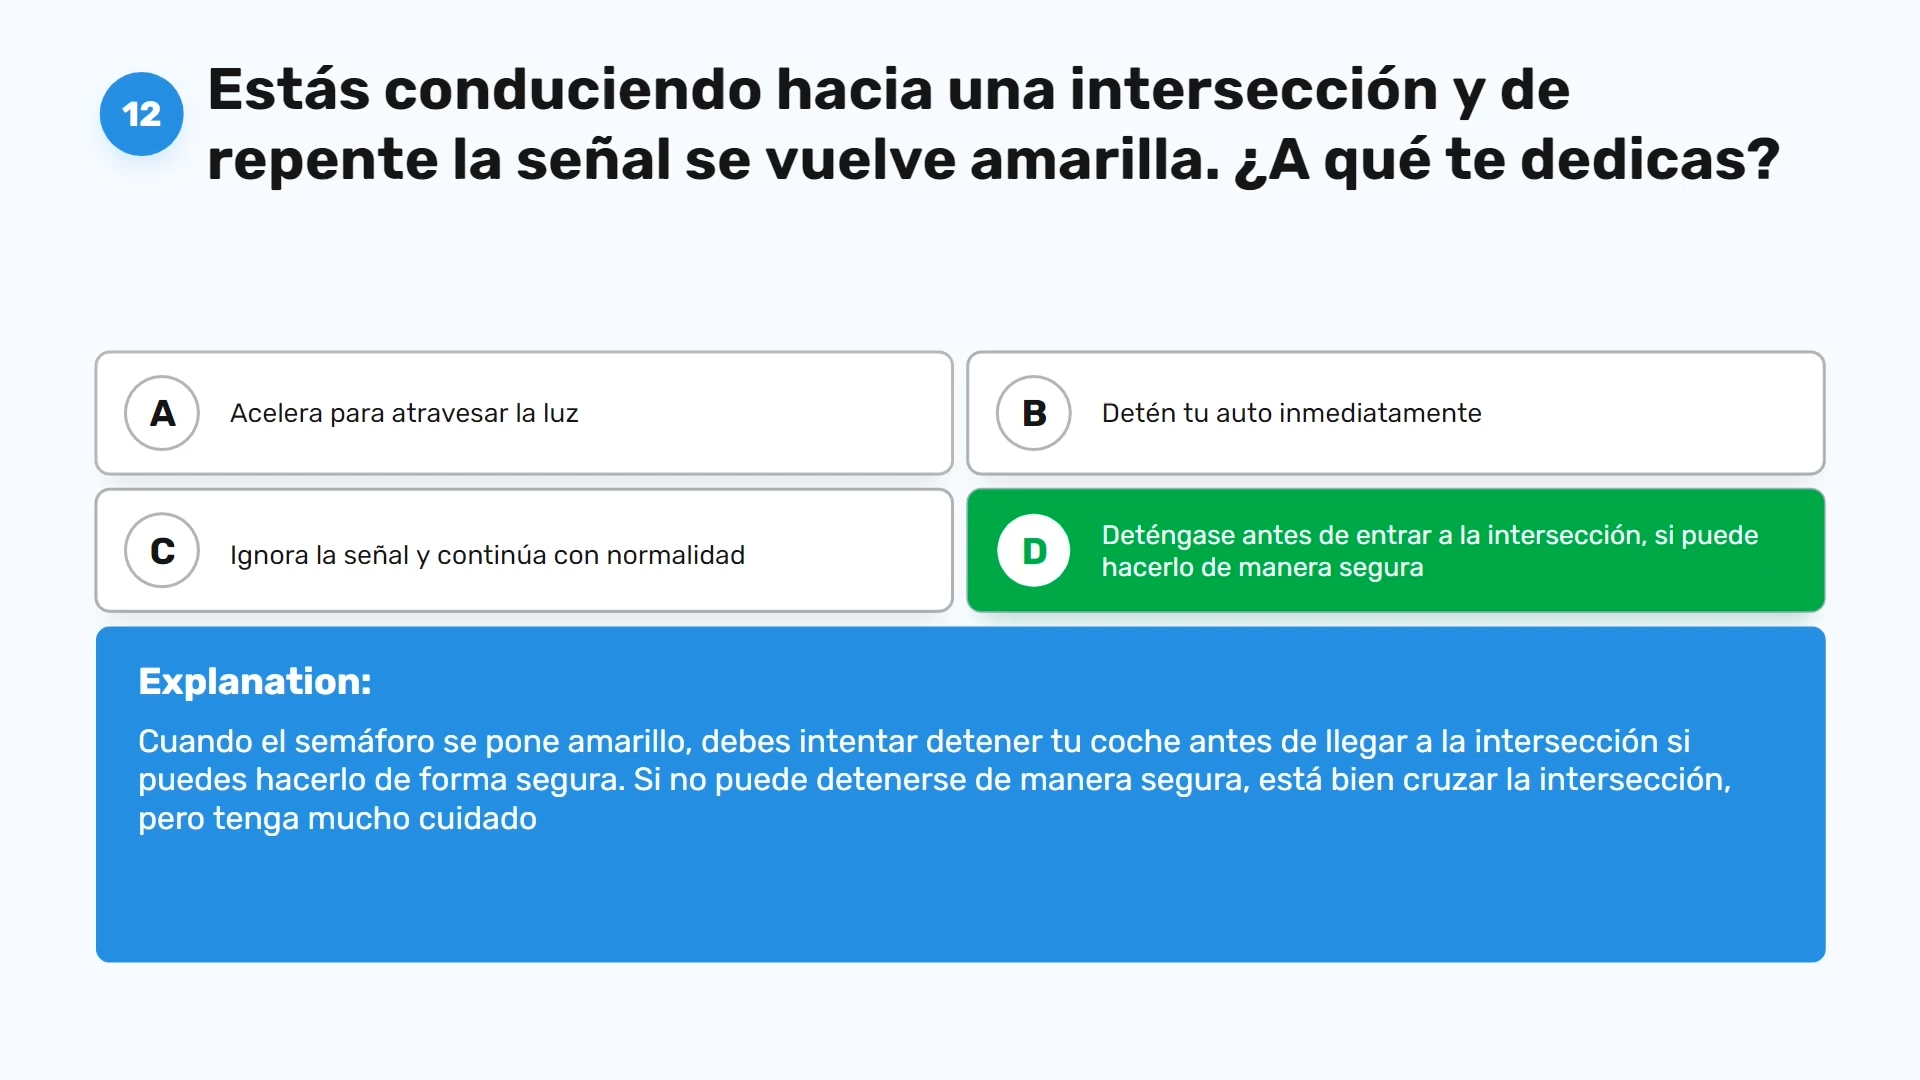 12
Estás conduciendo hacia una intersección y de
repente la señal se vuelve amarilla. ¿A qué te dedicas?
A
Acelera para atravesar la luz
B
Detén tu auto inmediatamente
C
Ignora la señal y continúa con normalidad
D
Deténgase antes de entrar a la intersección, si puede
hacerlo de manera segura
Explanation:
Cuando el semáforo se pone amarillo, debes intentar detener tu coche antes de llegar a la intersección si
puedes hacerlo de forma segura. Si no puede detenerse de manera segura, está bien cruzar la intersección,
pero tenga mucho cuidado